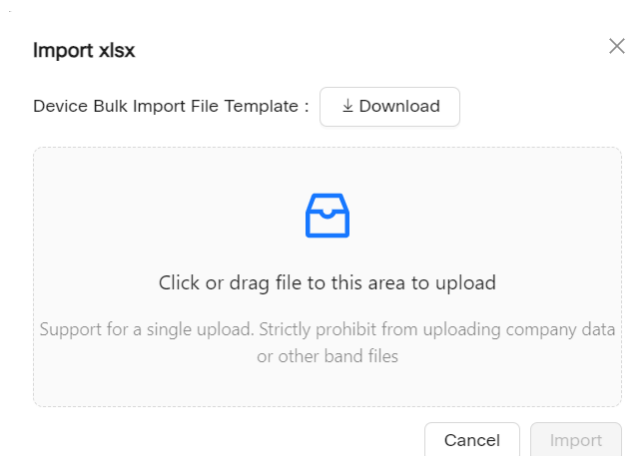 Import xlsx
Device Bulk Import File Template : Download
Click or drag file to this area to upload
Support for a single upload. Strictly prohibit from uploading company data
or other band files
Cancel Import